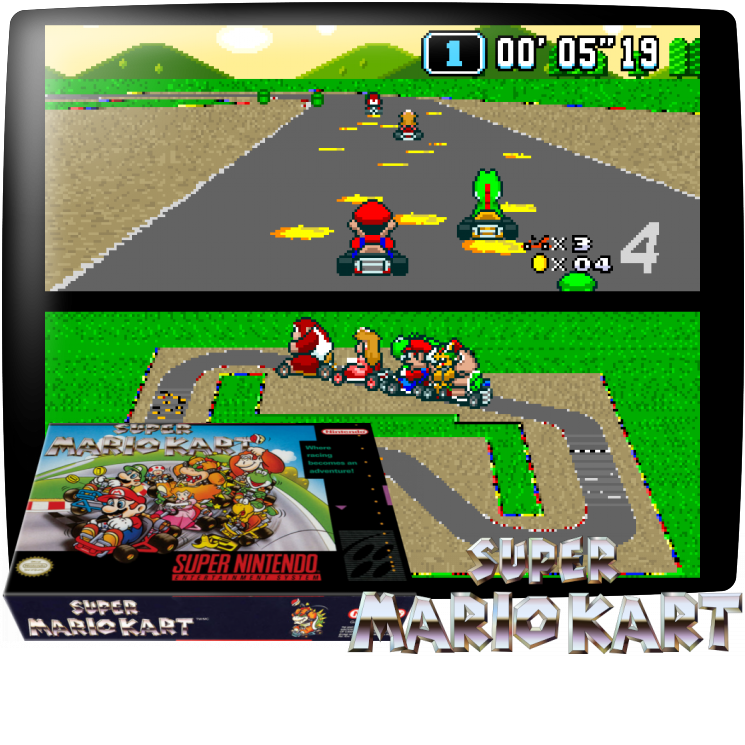 1 00'05"19
4
x 3
x 04
SUPER
MARIO KART
Nintendo
Where
racing
becomes an
adventure!
SUPER NINTENDO
ENTERTAINMENT SYSTEM
SUPER
MARIO KART
SUPER
MARIO KART